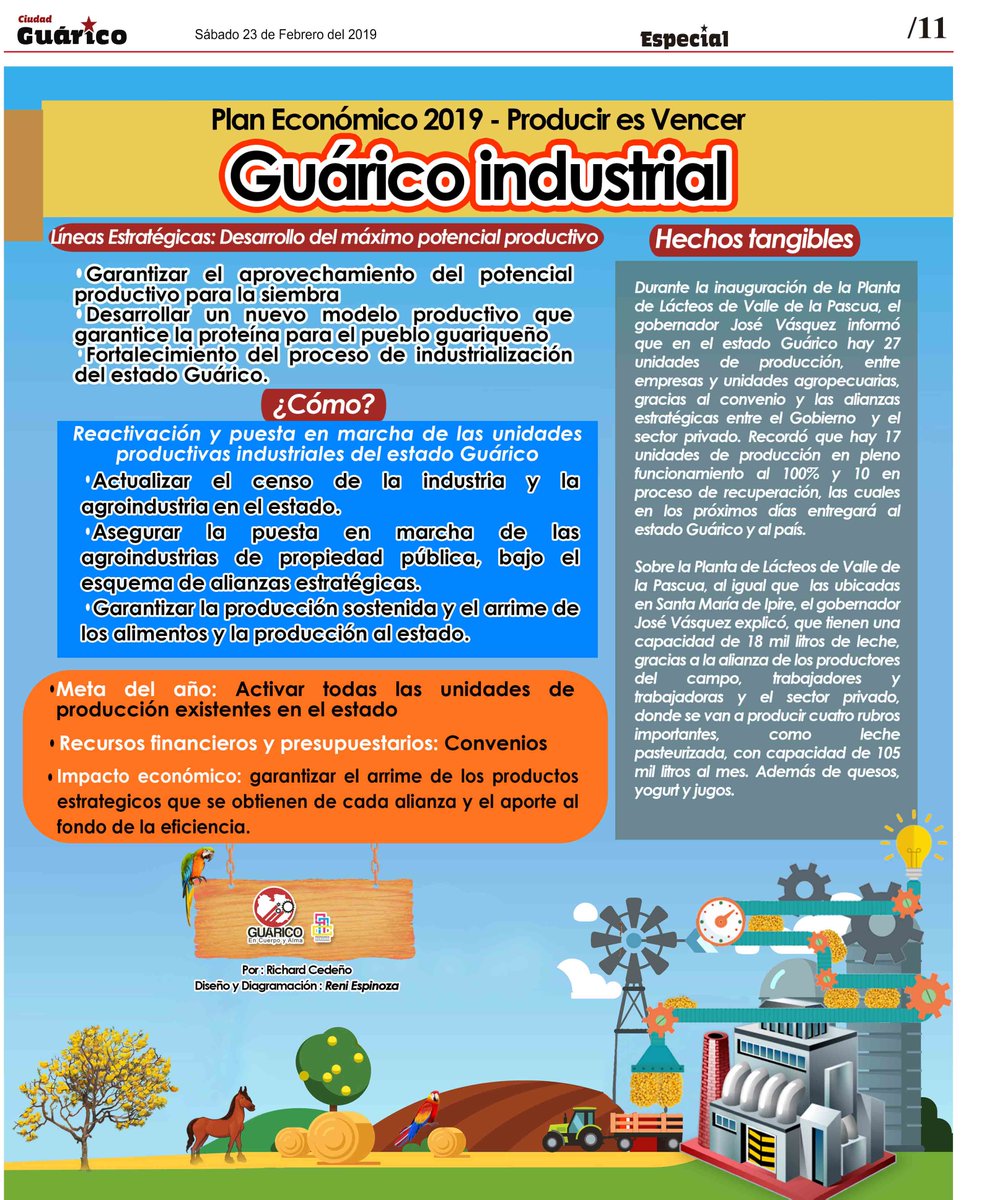 Ciudad
Guárico
Sábado 23 de Febrero del 2019
Especial
/11
Plan Económico 2019 - Producir es Vencer
Guárico industrial
Líneas Estratégicas: Desarrollo del máximo potencial productivo
•Garantizar el aprovechamiento del potencial
productivo para la siembra
•Desarrollar un nuevo modelo productivo que
garantice la proteína para el pueblo guariqueño
•Fortalecimiento del proceso de industrialización
del estado Guárico.
¿Cómo?
Reactivación y puesta en marcha de las unidades
productivas industriales del estado Guárico
•Actualizar el censo de la industria y la
agroindustria en el estado.
•Asegurar la puesta en marcha de las
agroindustrias de propiedad pública, bajo el
esquema de alianzas estratégicas.
•Garantizar la producción sostenida y el arrime de
los alimentos y la producción al estado.
•Meta del año: Activar todas las unidades de
producción existentes en el estado
• Recursos financieros y presupuestarios: Convenios
• Impacto económico: garantizar el arrime de los productos
estrategicos que se obtienen de cada alianza y el aporte al
fondo de la eficiencia.
Hechos tangibles
Durante la inauguración de la Planta
de Lácteos de Valle de la Pascua, el
gobernador José Vásquez informó
que en el estado Guárico hay 27
unidades de producción, entre
empresas y unidades agropecuarias,
gracias al convenio y las alianzas
estratégicas entre el Gobierno y el
sector privado. Recordó que hay 17
unidades de producción en pleno
funcionamiento al 100% y 10 en
proceso de recuperación, las cuales
en los próximos días entregará al
estado Guárico y al país.
Sobre la Planta de Lácteos de Valle de
la Pascua, al igual que las ubicadas
en Santa María de Ipire, el gobernador
José Vásquez explicó, que tienen una
capacidad de 18 mil litros de leche,
gracias a la alianza de los productores
del campo, trabajadores y
trabajadoras y el sector privado,
donde se van a producir cuatro rubros
importantes, como leche
pasteurizada, con capacidad de 105
mil litros al mes. Además de quesos,
yogurt y jugos.
GUÁRICO
En Cuerpo y Alma
Por : Richard Cedeño
Diseño y Diagramación : Reni Espinoza